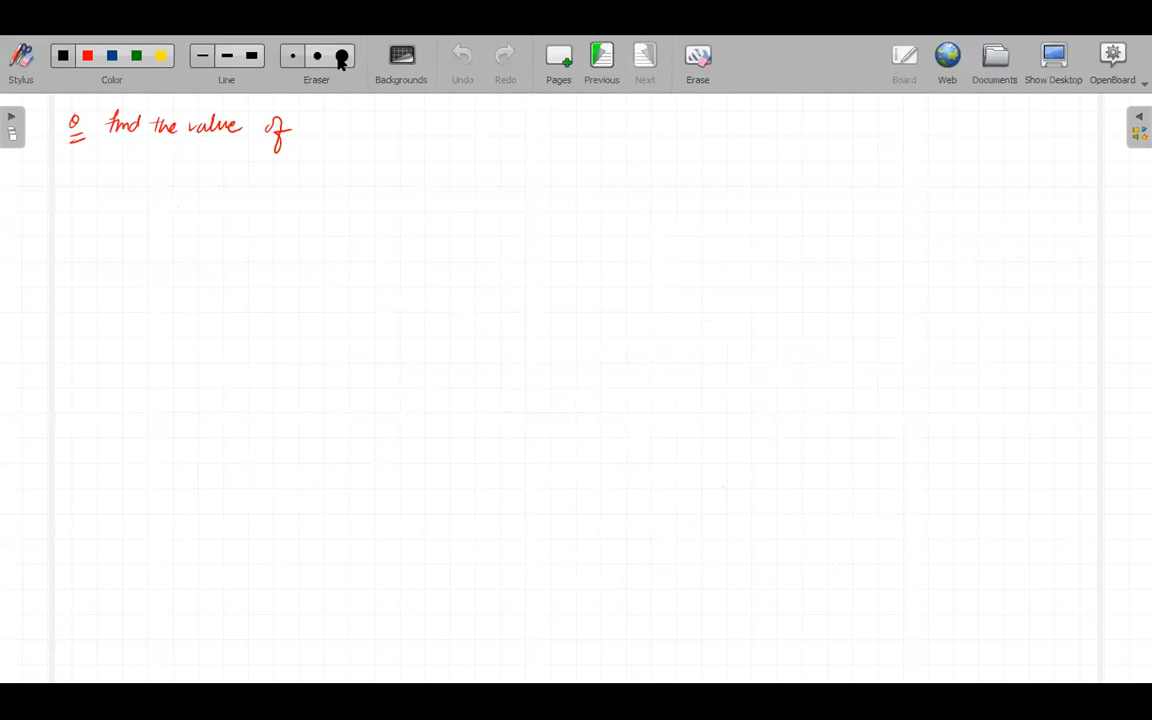 Stylus Color Line Eraser Backgrounds Undo Redo Pages Previous Next Erase Board Web Documents Show Desktop OpenBoard
Q find the value of